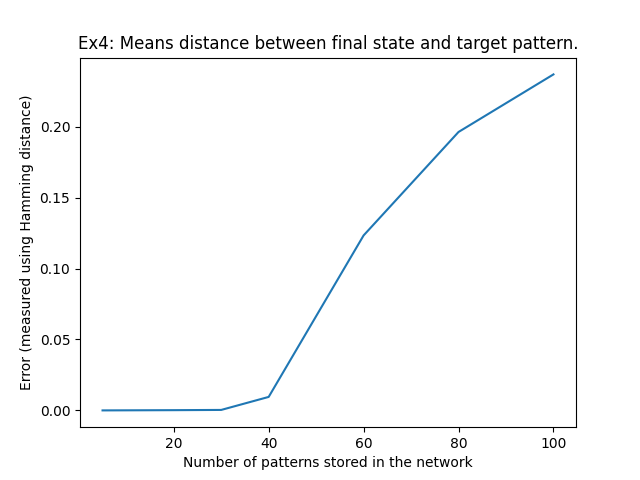 Ex4: Means distance between final state and target pattern.
Error (measured using Hamming distance)
0.20
0.15
0.10
0.05
0.00
20 40 60 80 100
Number of patterns stored in the network